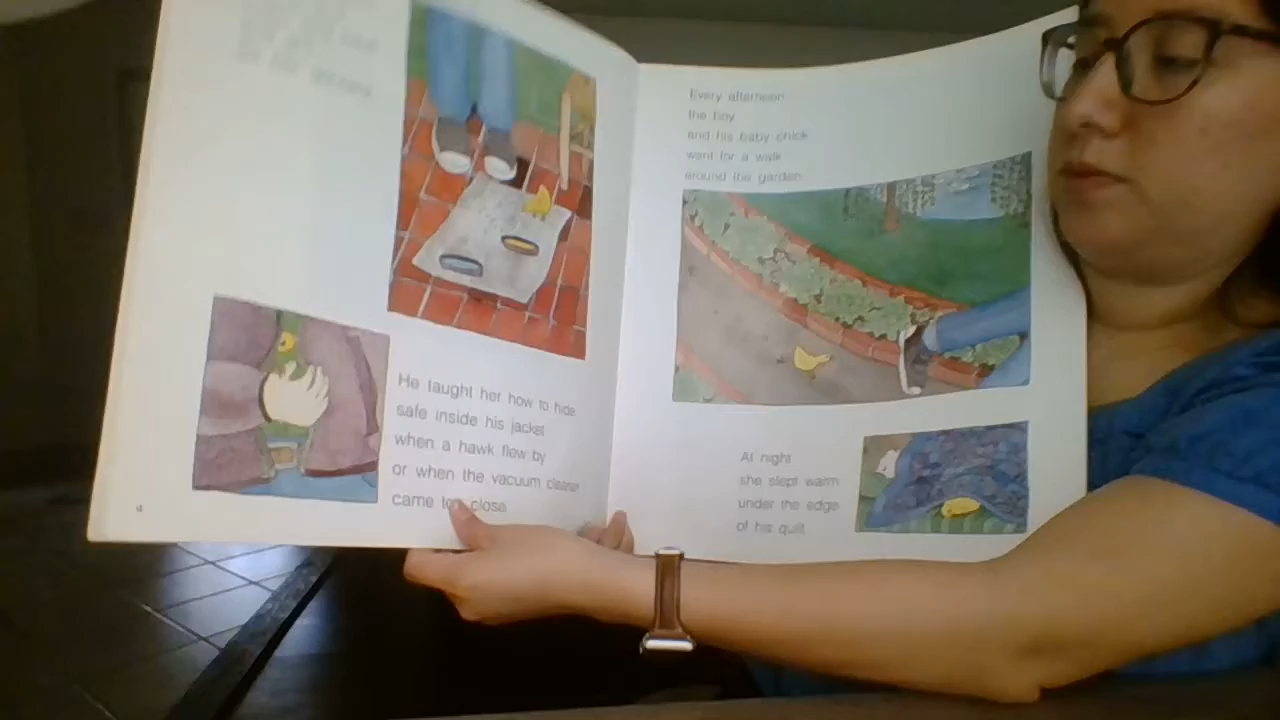 He taught her how to hide
safe inside his jacket
when a hawk flew by
or when the vacuum cleaner
came too close
4
Every afternoon
the boy
and his baby chick
went for a walk
around the garden
At night
she slept warm
under the edge
of his quilt